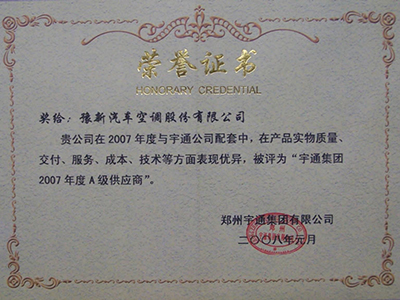 荣誉证书
HONORARY CREDENTIAL
奖给：豫新汽车空调股份有限公司
贵公司在2007年度与宇通公司配套中，在产品实物质量、
交付、服务、成本、技术等方面表现优异，被评为“宇通集团
2007年度A级供应商”。
郑州宇通集团有限公司
二〇〇八年元月